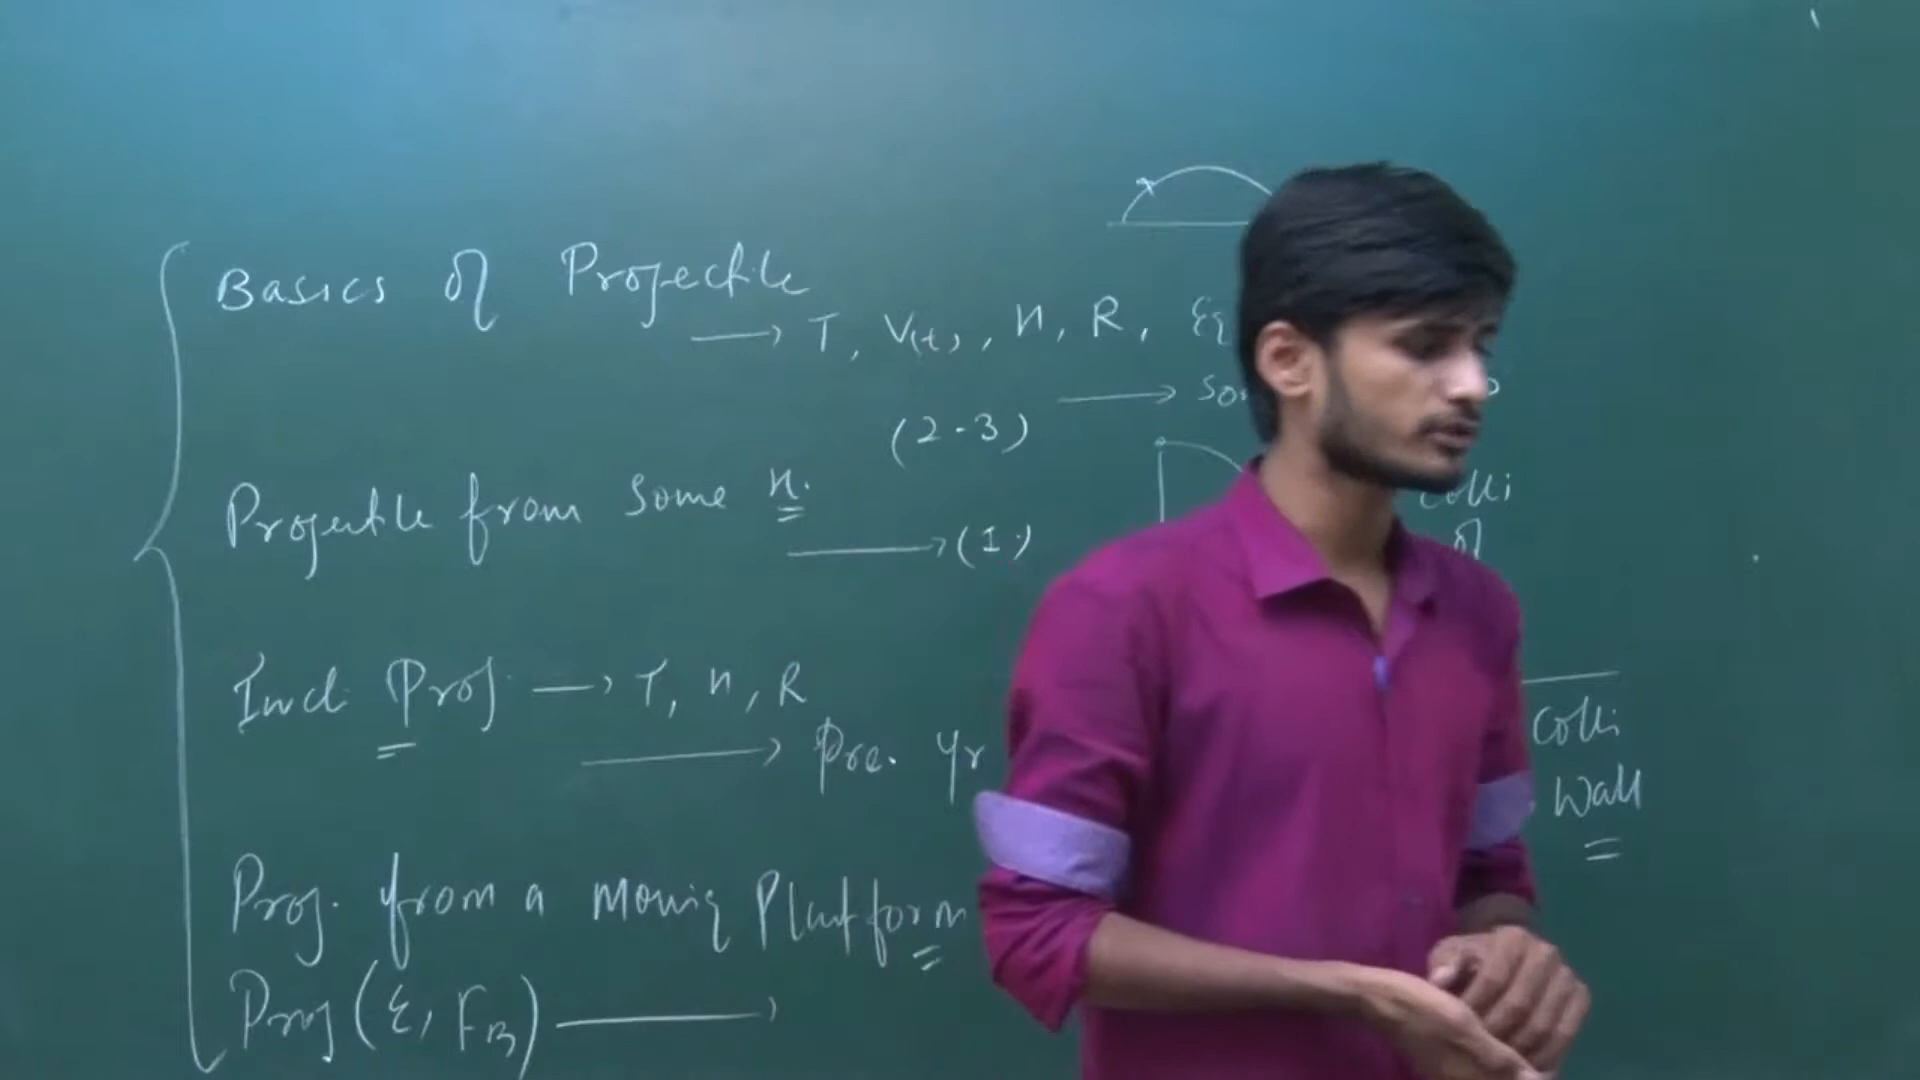 Basics of Projectile
→ T, V(t), H, R, Eq
(2-3) →
Projectile from some H.
→ (1)
Colli
of
Incl. Proj → T, H, R
→ Pre. Yr
Colli
Wall
Proj. from a Moving Platform
Proj (ε, FB) →